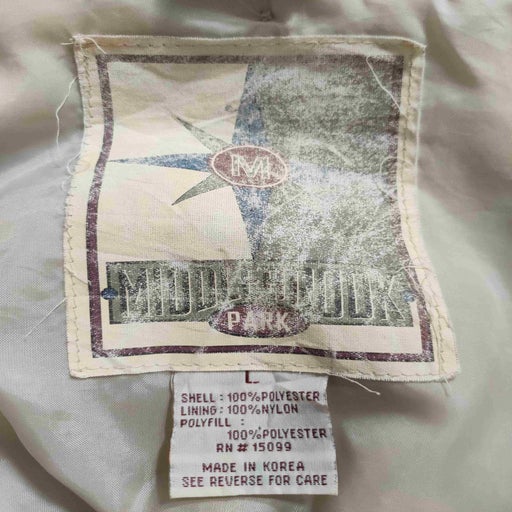 M
MIDDLEBROOK
PARK
L
SHELL : 100%POLYESTER
LINING : 100%NYLON
POLYFILL :
100%POLYESTER
RN # 15099
MADE IN KOREA
SEE REVERSE FOR CARE